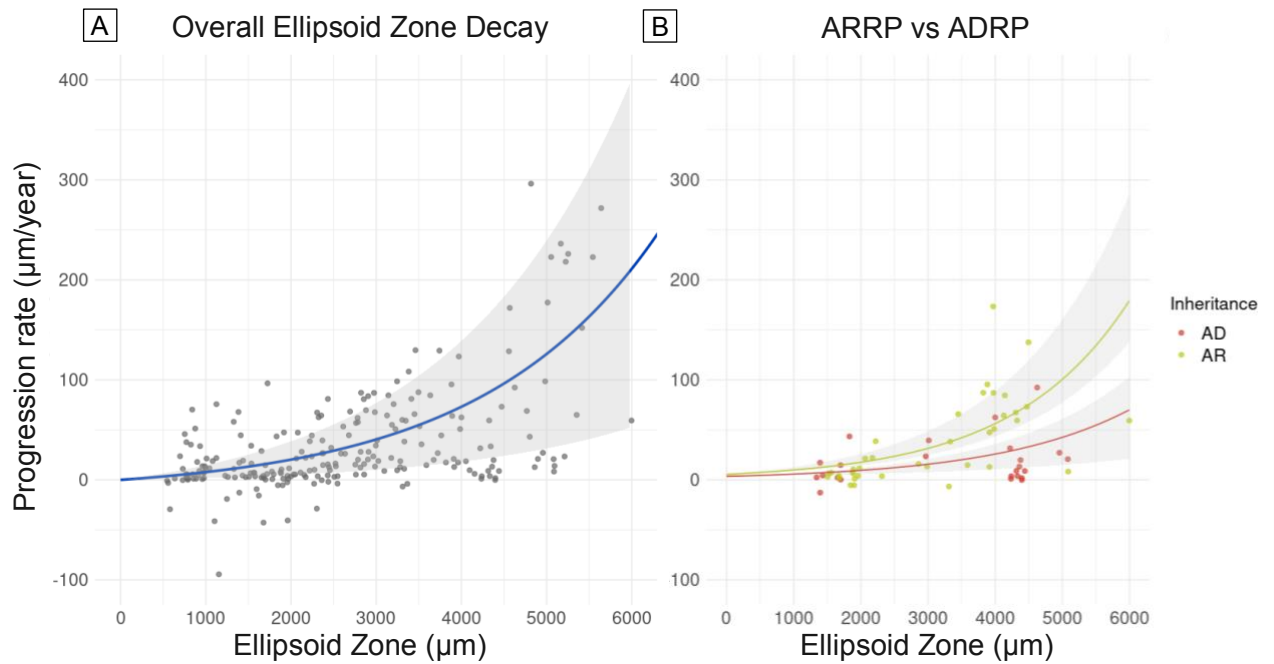 A Overall Ellipsoid Zone Decay
B ARRP vs ADRP
Progression rate (µm/year)
400
300
200
100
0
-100
0 1000 2000 3000 4000 5000 6000
Ellipsoid Zone (µm)
400
300
200
100
0
100
0 1000 2000 3000 4000 5000 6000
Ellipsoid Zone (µm)
Inheritance
AD
AR